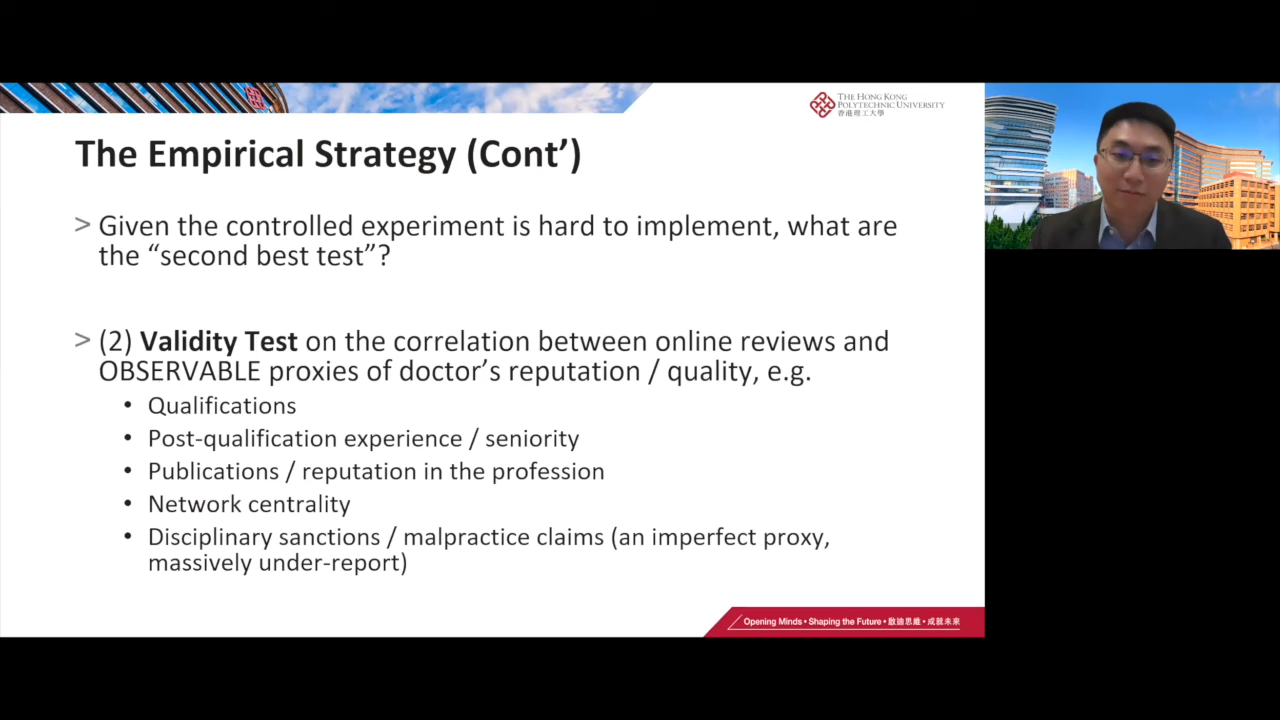 THE HONG KONG
POLYTECHNIC UNIVERSITY
香港理工大學
The Empirical Strategy (Cont’)
> Given the controlled experiment is hard to implement, what are
the “second best test”?
> (2) Validity Test on the correlation between online reviews and
OBSERVABLE proxies of doctor’s reputation / quality, e.g.
• Qualifications
• Post-qualification experience / seniority
• Publications / reputation in the profession
• Network centrality
• Disciplinary sanctions / malpractice claims (an imperfect proxy,
massively under-report)
Opening Minds • Shaping the Future • 啟迪思維 • 成就未來